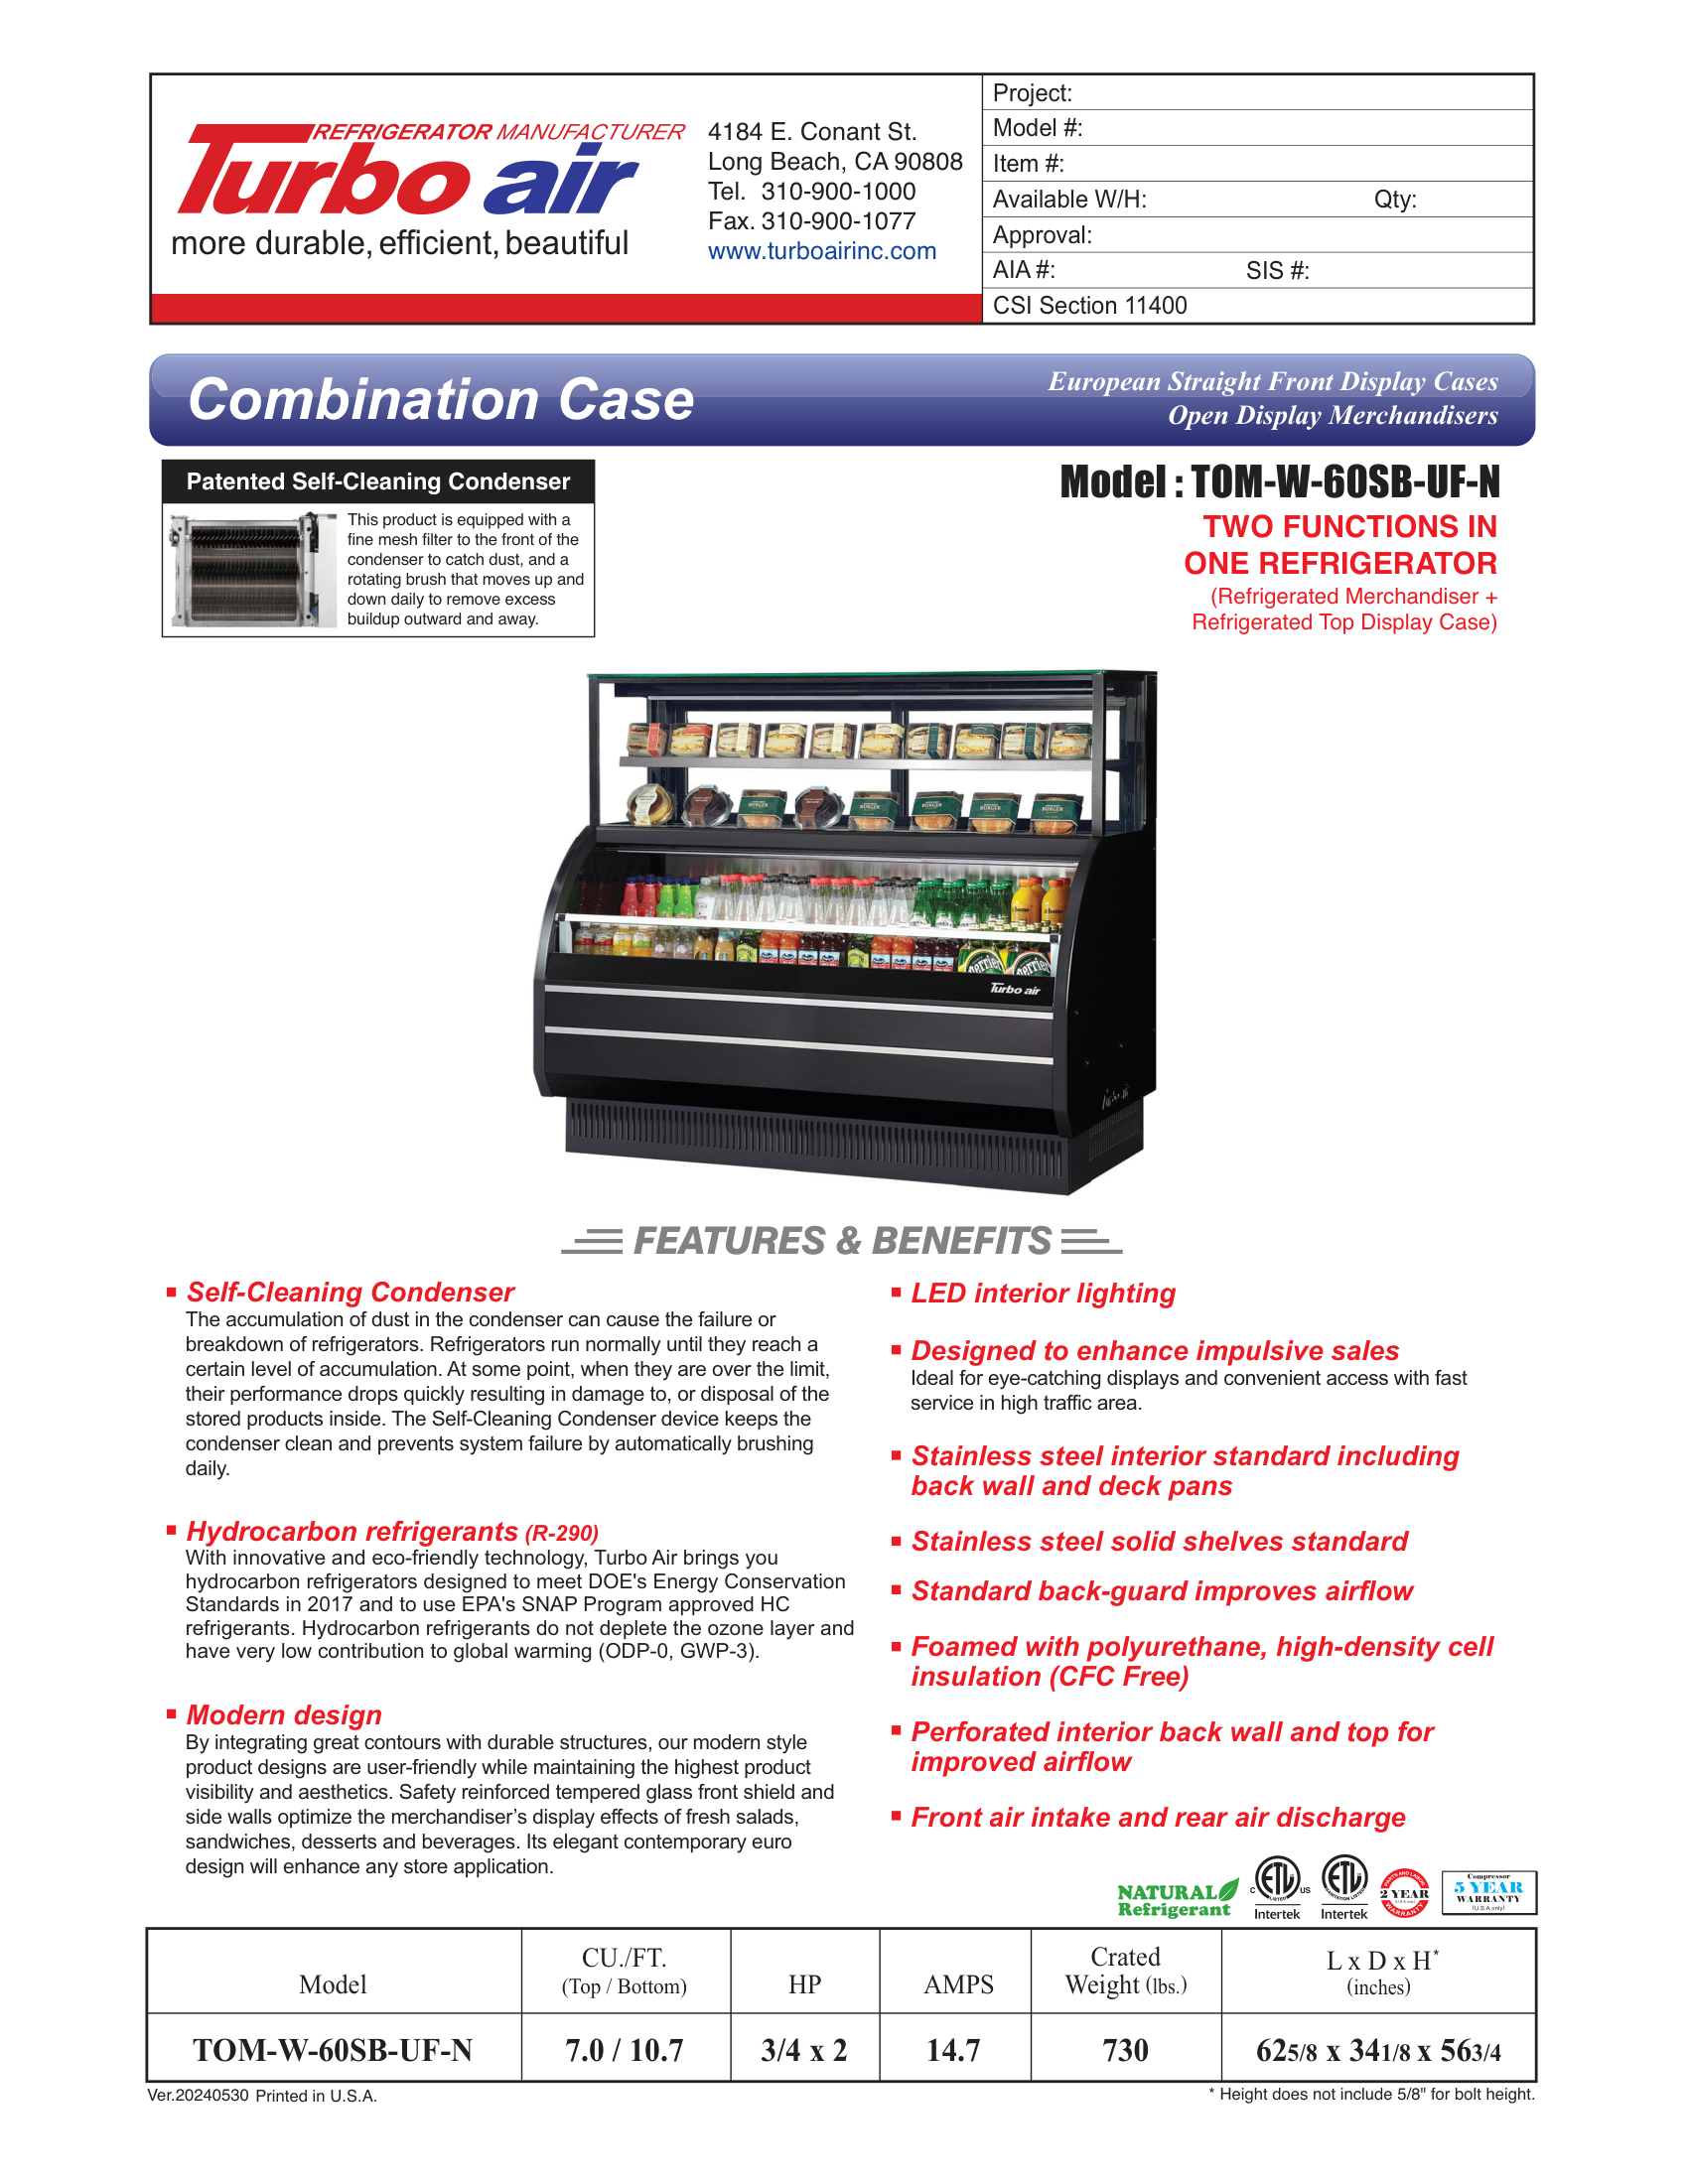 REFRIGERATOR MANUFACTURER
Turbo air
more durable, efficient, beautiful
4184 E. Conant St.
Long Beach, CA 90808
Tel. 310-900-1000
Fax. 310-900-1077
www.turboairinc.com
Project:
Model #:
Item #:
Available W/H: Qty:
Approval:
AIA #: SIS #:
CSI Section 11400
Combination Case
European Straight Front Display Cases
Open Display Merchandisers
Patented Self-Cleaning Condenser
This product is equipped with a
fine mesh filter to the front of the
condenser to catch dust, and a
rotating brush that moves up and
down daily to remove excess
buildup outward and away.
Model : TOM-W-60SB-UF-N
TWO FUNCTIONS IN
ONE REFRIGERATOR
(Refrigerated Merchandiser +
Refrigerated Top Display Case)
Turbo air
FEATURES & BENEFITS
Self-Cleaning Condenser
The accumulation of dust in the condenser can cause the failure or
breakdown of refrigerators. Refrigerators run normally until they reach a
certain level of accumulation. At some point, when they are over the limit,
their performance drops quickly resulting in damage to, or disposal of the
stored products inside. The Self-Cleaning Condenser device keeps the
condenser clean and prevents system failure by automatically brushing
daily.
Hydrocarbon refrigerants (R-290)
With innovative and eco-friendly technology, Turbo Air brings you
hydrocarbon refrigerators designed to meet DOE's Energy Conservation
Standards in 2017 and to use EPA's SNAP Program approved HC
refrigerants. Hydrocarbon refrigerants do not deplete the ozone layer and
have very low contribution to global warming (ODP-0, GWP-3).
Modern design
By integrating great contours with durable structures, our modern style
product designs are user-friendly while maintaining the highest product
visibility and aesthetics. Safety reinforced tempered glass front shield and
side walls optimize the merchandiser's display effects of fresh salads,
sandwiches, desserts and beverages. Its elegant contemporary euro
design will enhance any store application.
LED interior lighting
Designed to enhance impulsive sales
Ideal for eye-catching displays and convenient access with fast
service in high traffic area.
Stainless steel interior standard including
back wall and deck pans
Stainless steel solid shelves standard
Standard back-guard improves airflow
Foamed with polyurethane, high-density cell
insulation (CFC Free)
Perforated interior back wall and top for
improved airflow
Front air intake and rear air discharge
NATURAL
Refrigerant
C ETL US
LISTED
Intertek
ETL
SANITATION LISTED
Intertek
PARTS AND LABOR
2 YEAR
(U.S.A only)
WARRANTY
Compressor
5 YEAR
WARRANTY
(U.S.A only)
Model
CU./FT.
(Top / Bottom)
HP
AMPS
Crated
Weight (lbs.)
L x D x H*
(inches)
TOM-W-60SB-UF-N 7.0 / 10.7 3/4 x 2 14.7 730 625/8 x 341/8 x 563/4
Ver.20240530 Printed in U.S.A.
* Height does not include 5/8" for bolt height.